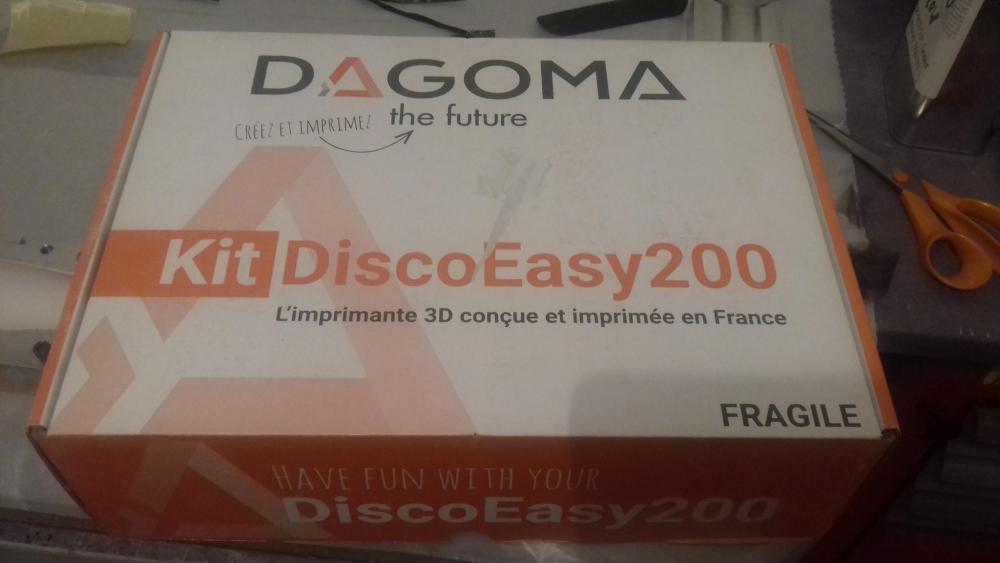 DAGOMA
CRÉEZ ET IMPRIMEZ the future
Kit DiscoEasy200
L'imprimante 3D conçue et imprimée en France
FRAGILE
HAVE FUN WITH YOUR
DiscoEasy200